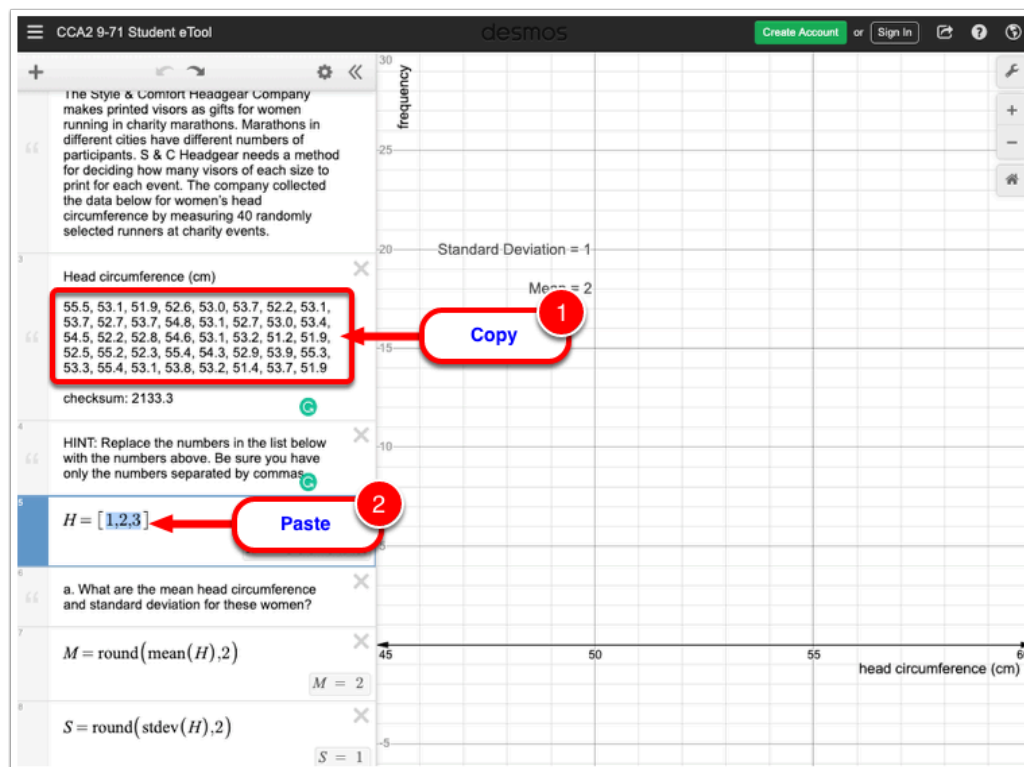 CCA2 9-71 Student eTool
desmos
Create Account or Sign In
The Style & Comfort Headgear Company
makes printed visors as gifts for women
running in charity marathons. Marathons in
different cities have different numbers of
participants. S & C Headgear needs a method
for deciding how many visors of each size to
print for each event. The company collected
the data below for women's head
circumference by measuring 40 randomly
selected runners at charity events.
3
Head circumference (cm)
55.5, 53.1, 51.9, 52.6, 53.0, 53.7, 52.2, 53.1,
53.7, 52.7, 53.7, 54.8, 53.1, 52.7, 53.0, 53.4,
54.5, 52.2, 52.8, 54.6, 53.1, 53.2, 51.2, 51.9,
52.5, 55.2, 52.3, 55.4, 54.3, 52.9, 53.9, 55.3,
53.3, 55.4, 53.1, 53.8, 53.2, 51.4, 53.7, 51.9
checksum: 2133.3
4
HINT: Replace the numbers in the list below
with the numbers above. Be sure you have
only the numbers separated by commas.
5
H = [1,2,3]
6
a. What are the mean head circumference
and standard deviation for these women?
7
M = round(mean(H),2)
M = 2
8
S = round(stdev(H),2)
S = 1
1
Copy
2
Paste
frequency
30
25
20
15
10
5
-5
Standard Deviation = 1
Mean = 2
45
50
55
head circumference (cm)